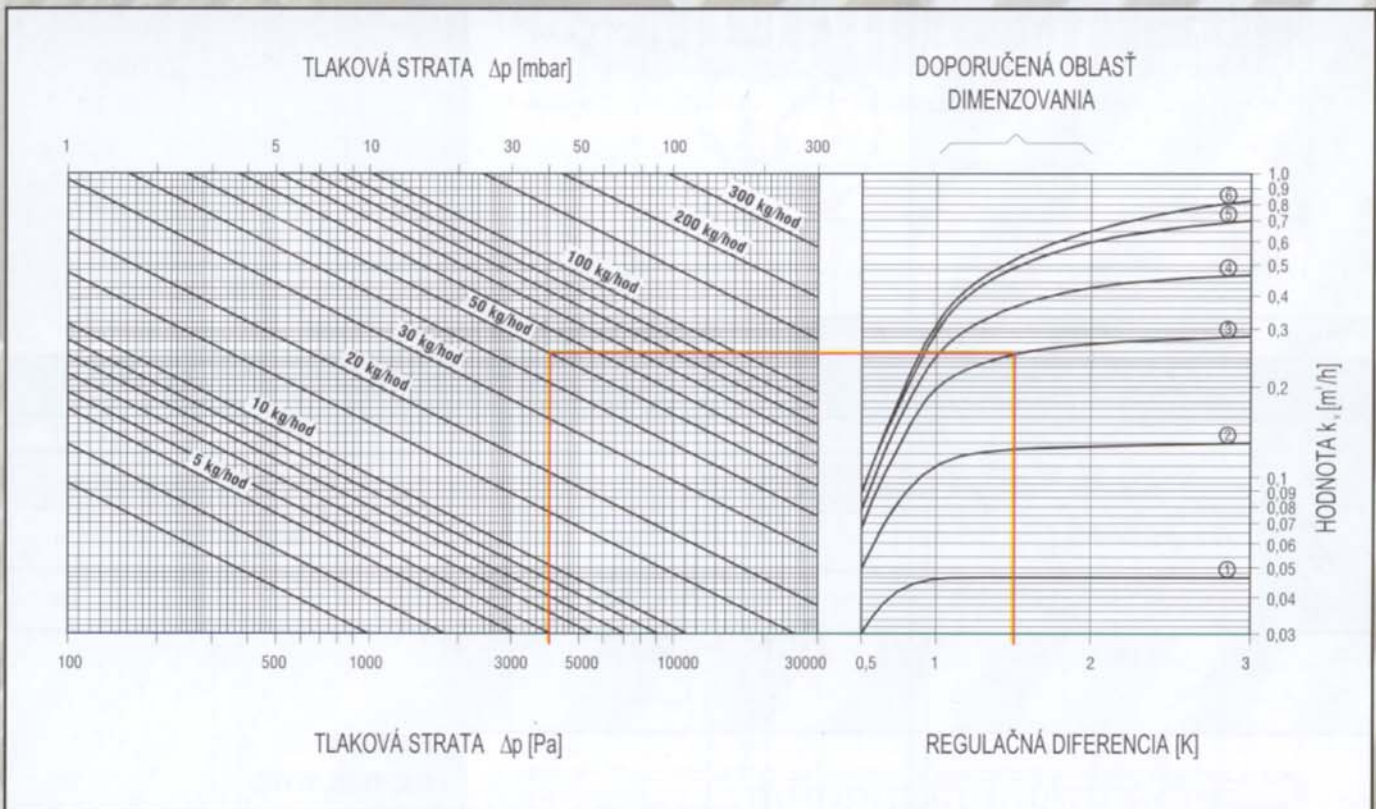 TLAKOVÁ STRATA Δp [mbar]
DOPORUČENÁ OBLASŤ
DIMENZOVANIA
1 5 10 30 50 100 300
300 kg/hod
200 kg/hod
100 kg/hod
50 kg/hod
30 kg/hod
20 kg/hod
10 kg/hod
5 kg/hod
⑥
⑤
④
③
②
①
1,0
0,9
0,8
0,7
0,6
0,5
0,4
0,3
0,2
0,1
0,09
0,08
0,07
0,06
0,05
0,04
0,03
HODNOTA kᵥ [m³/h]
100 500 1000 3000 5000 10000 30000
0,5 1 2 3
TLAKOVÁ STRATA Δp [Pa]
REGULAČNÁ DIFERENCIA [K]